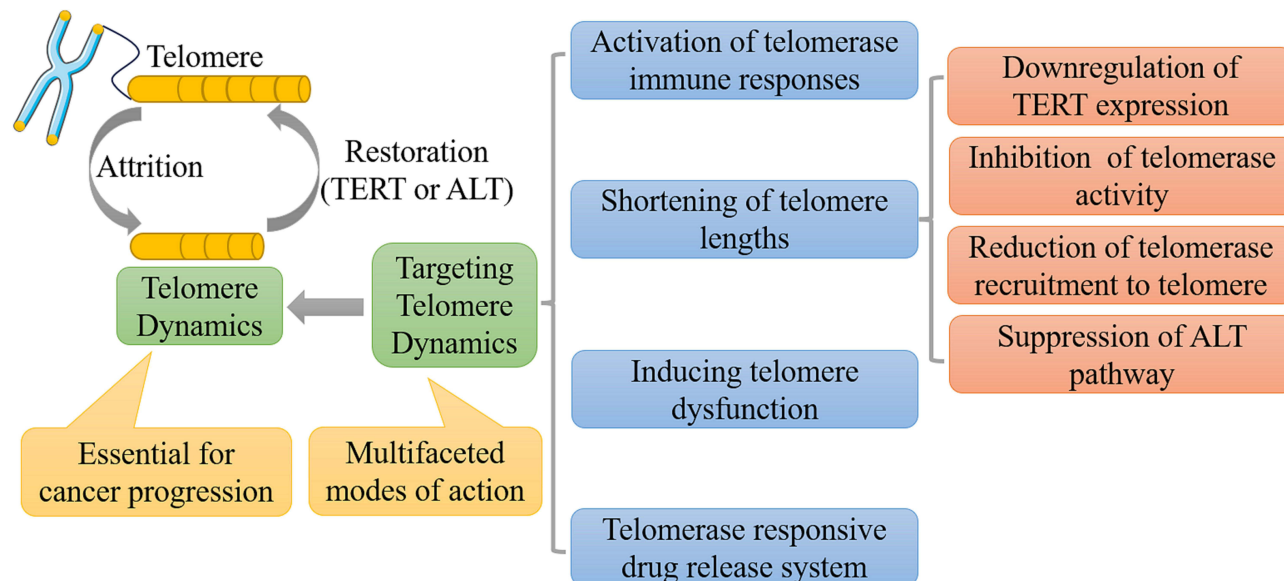 Telomere
Attrition
Restoration
(TERT or ALT)
Telomere
Dynamics
Targeting
Telomere
Dynamics
Essential for
cancer progression
Multifaceted
modes of action
Activation of telomerase
immune responses
Shortening of telomere
lengths
Inducing telomere
dysfunction
Telomerase responsive
drug release system
Downregulation of
TERT expression
Inhibition of telomerase
activity
Reduction of telomerase
recruitment to telomere
Suppression of ALT
pathway